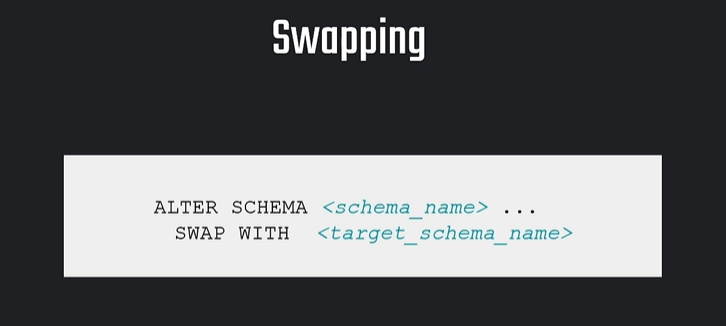 Swapping
ALTER SCHEMA <schema_name> ...
SWAP WITH <target_schema_name>